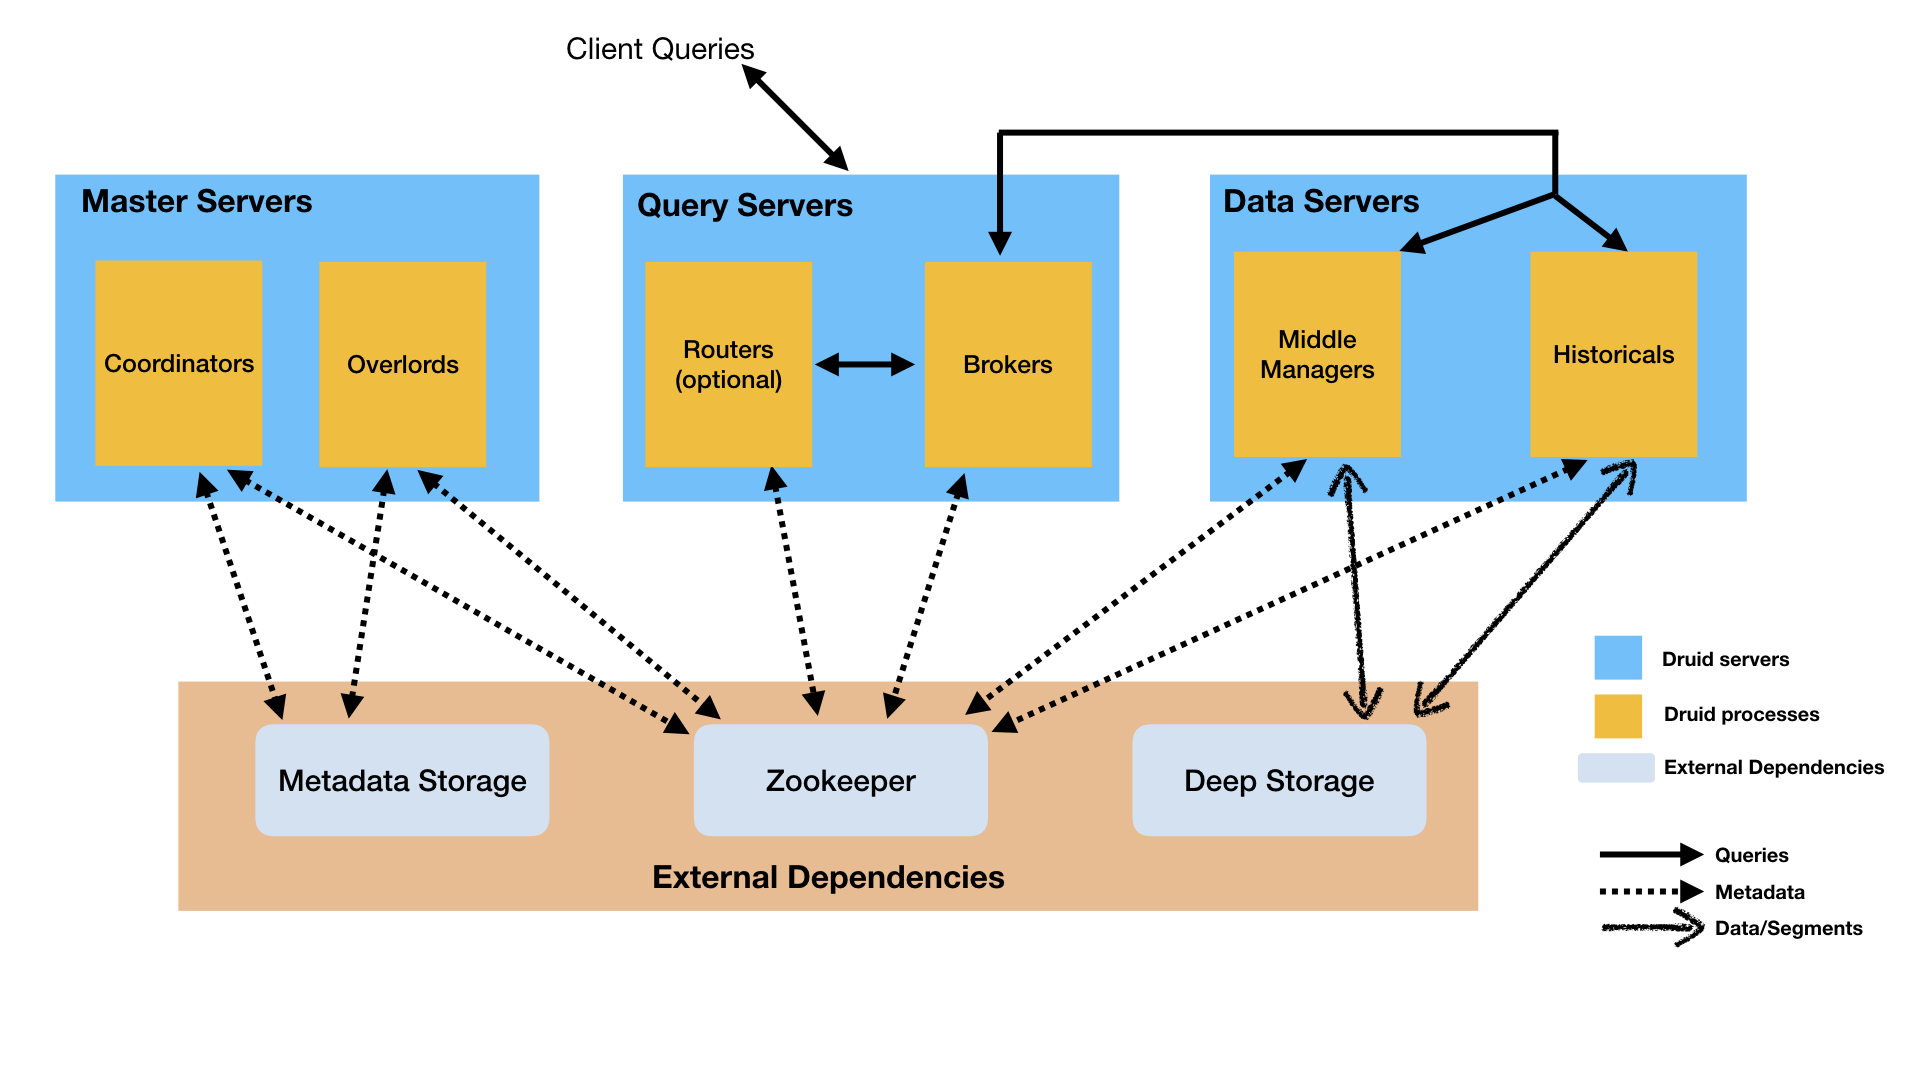 Client Queries
Master Servers
Coordinators
Overlords
Query Servers
Routers
(optional)
Brokers
Data Servers
Middle
Managers
Historicals
Metadata Storage
Zookeeper
Deep Storage
External Dependencies
Druid servers
Druid processes
External Dependencies
Queries
Metadata
Data/Segments